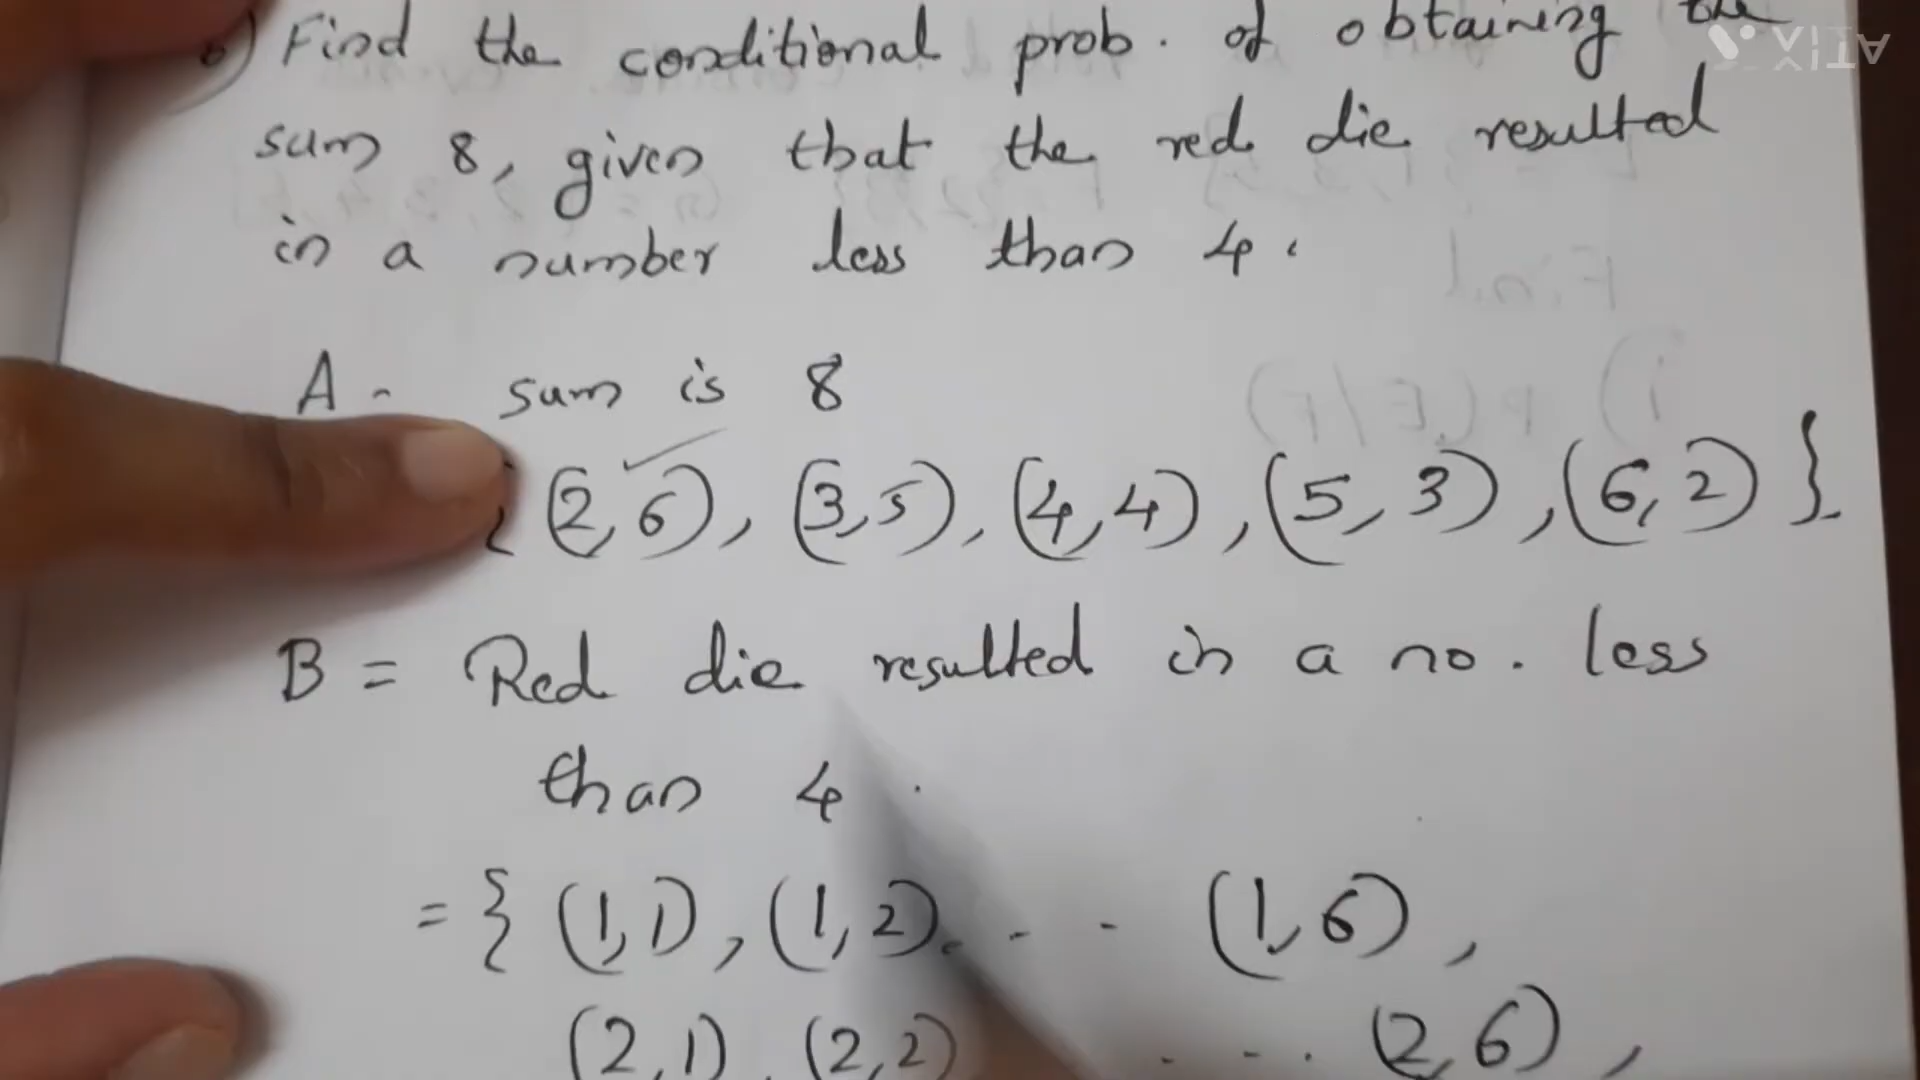 b) Find the conditional prob. of obtaining the
sum 8, given that the red die resulted
in a number less than 4.
A - sum is 8
{ (2,6), (3,5), (4,4), (5,3), (6,2) }
B = Red die resulted in a no. less
than 4.
= { (1,1), (1,2). . . (1,6),
(2,1), (2,2) . . . . (2,6),